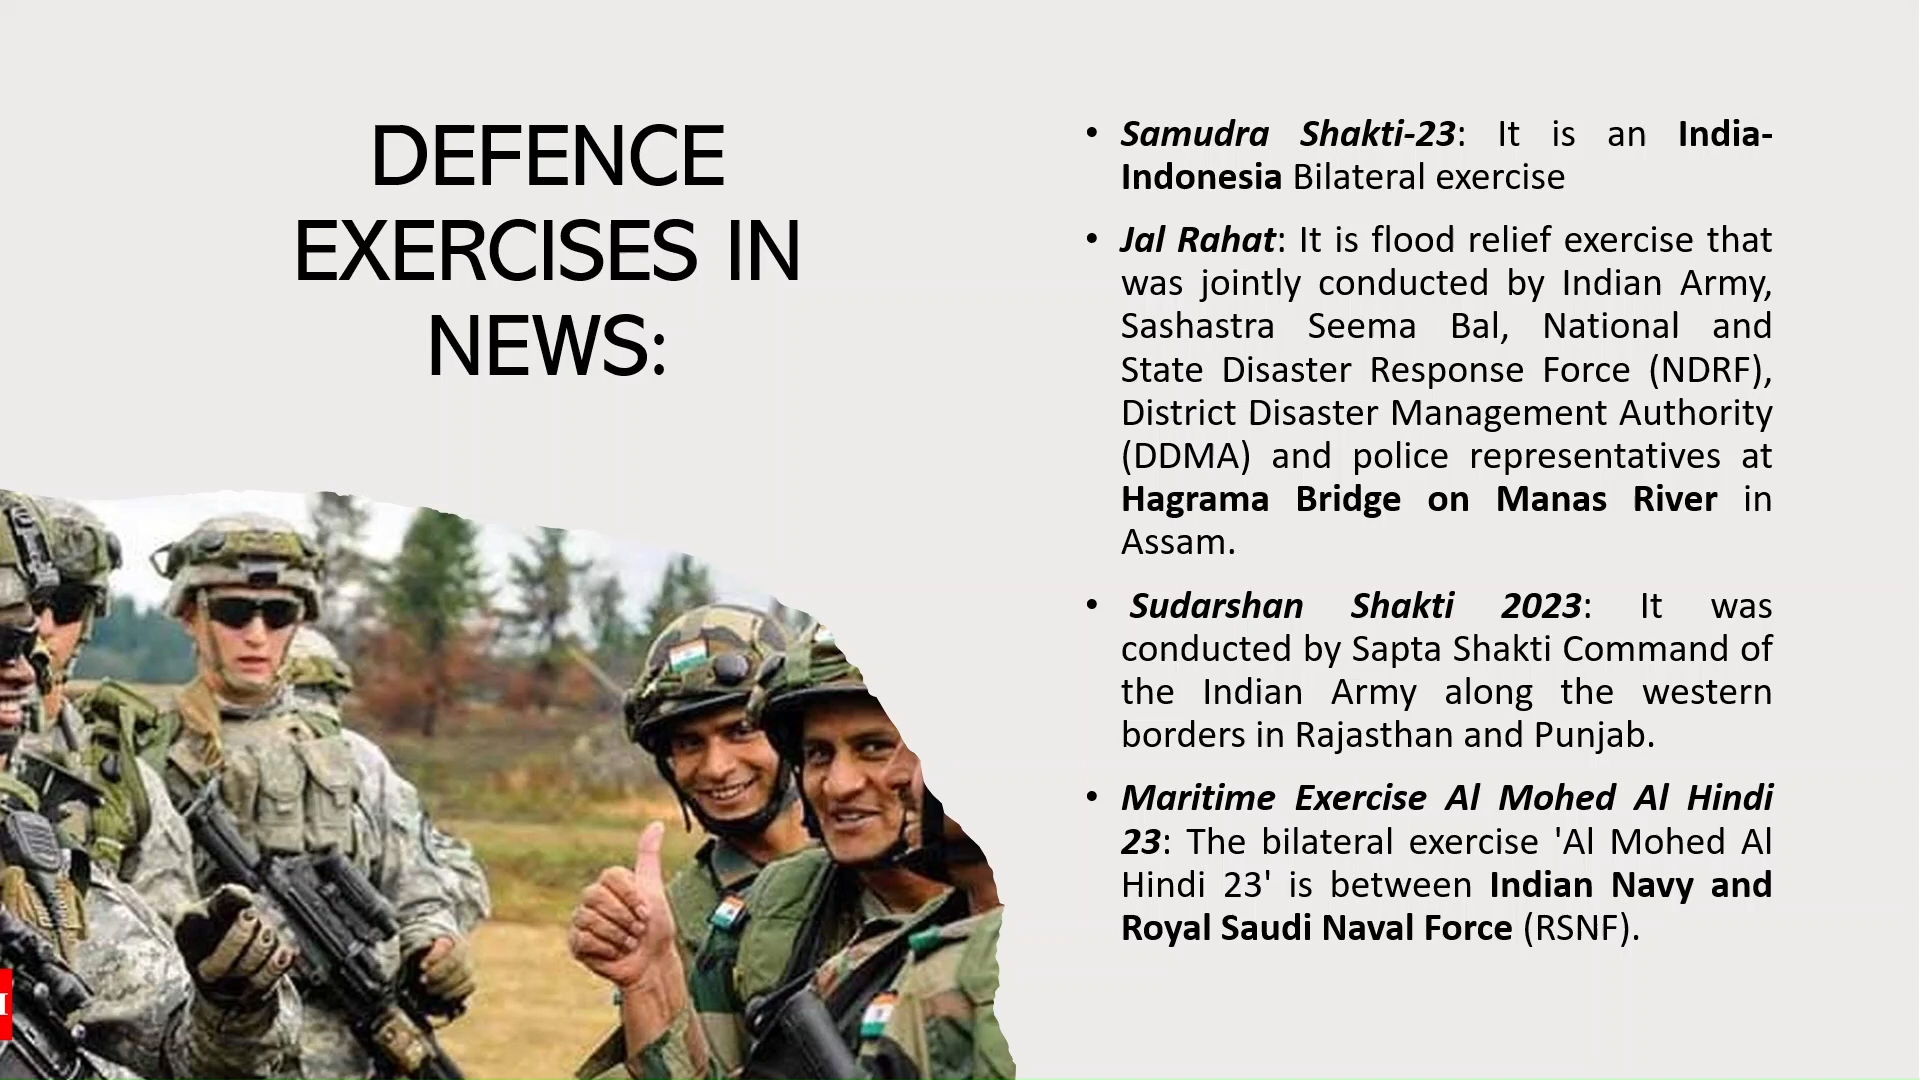 DEFENCE
EXERCISES IN
NEWS:
• Samudra Shakti-23: It is an India-
Indonesia Bilateral exercise
• Jal Rahat: It is flood relief exercise that
was jointly conducted by Indian Army,
Sashastra Seema Bal, National and
State Disaster Response Force (NDRF),
District Disaster Management Authority
(DDMA) and police representatives at
Hagrama Bridge on Manas River in
Assam.
• Sudarshan Shakti 2023: It was
conducted by Sapta Shakti Command of
the Indian Army along the western
borders in Rajasthan and Punjab.
• Maritime Exercise Al Mohed Al Hindi
23: The bilateral exercise 'Al Mohed Al
Hindi 23' is between Indian Navy and
Royal Saudi Naval Force (RSNF).